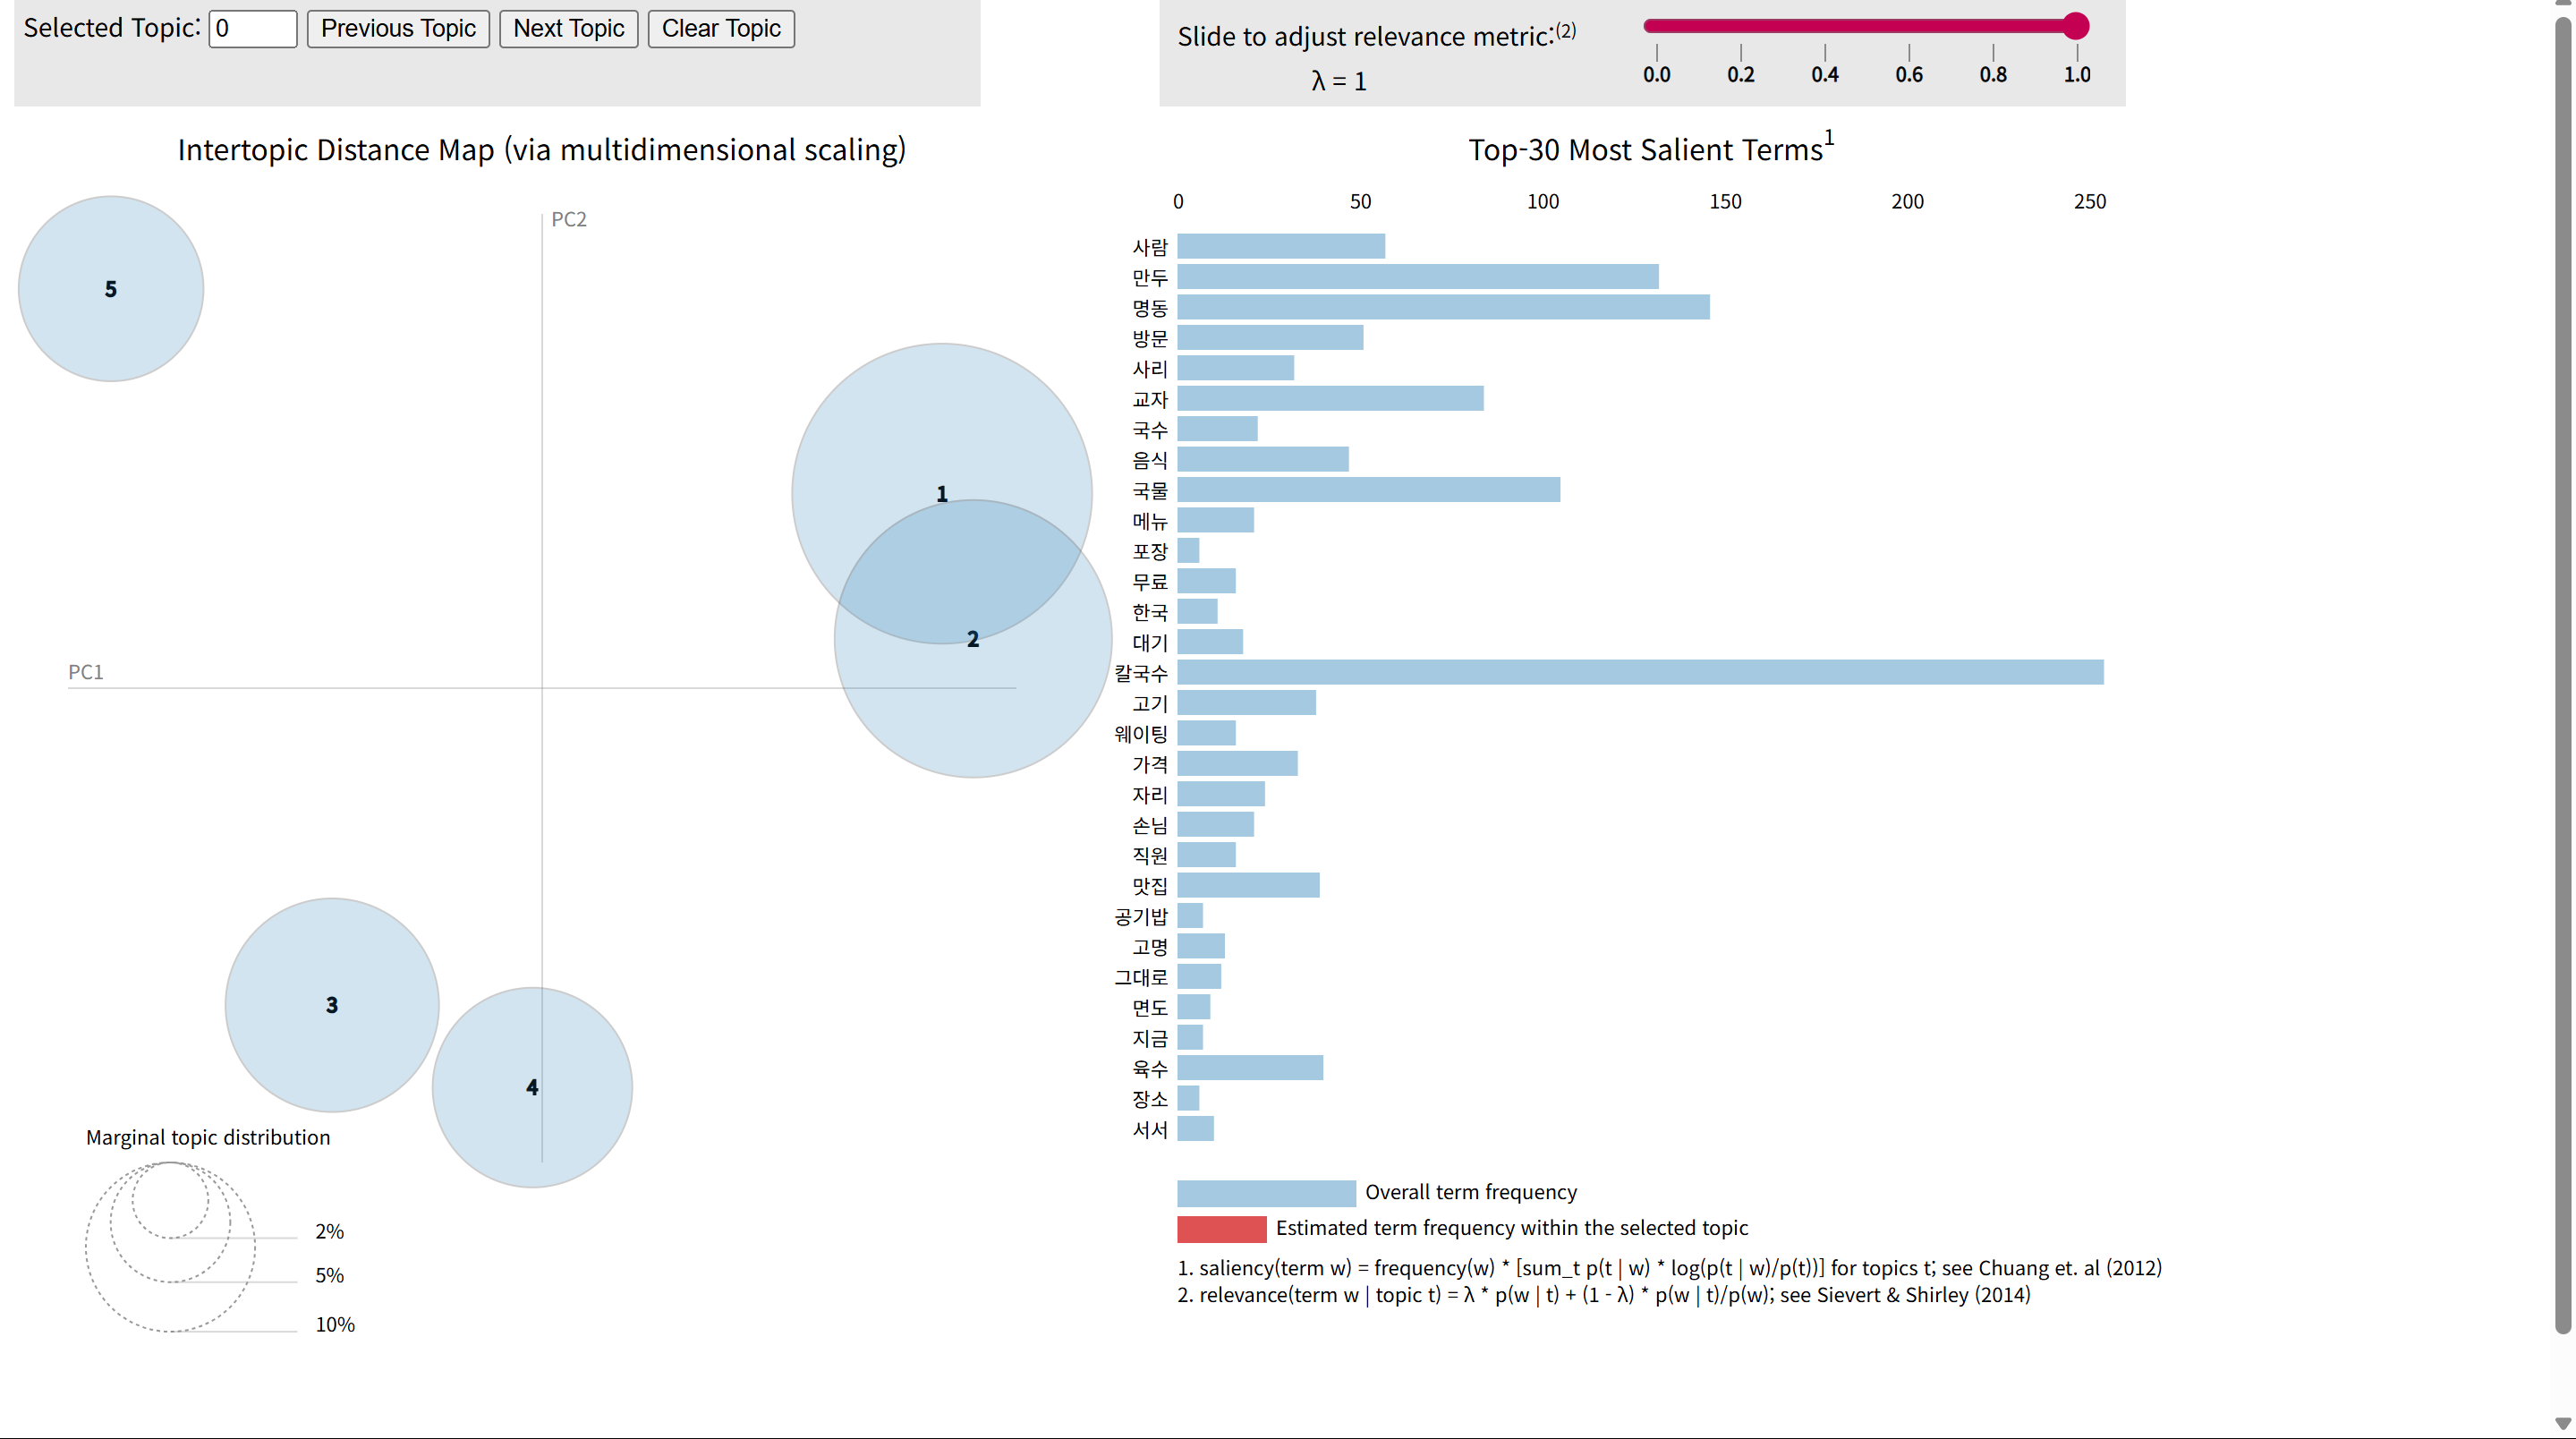 Selected Topic: 0 Previous Topic Next Topic Clear Topic
Slide to adjust relevance metric:(2)
λ = 1
0.0 0.2 0.4 0.6 0.8 1.0
Intertopic Distance Map (via multidimensional scaling)
PC2
PC1
5
1
2
3
4
Marginal topic distribution
2%
5%
10%
Top-30 Most Salient Terms1
0 50 100 150 200 250
사람
만두
명동
방문
사리
교자
국수
음식
국물
메뉴
포장
무료
한국
대기
칼국수
고기
웨이팅
가격
자리
손님
직원
맛집
공기밥
고명
그대로
면도
지금
육수
장소
서서
Overall term frequency
Estimated term frequency within the selected topic
1. saliency(term w) = frequency(w) * [sum_t p(t | w) * log(p(t | w)/p(t))] for topics t; see Chuang et. al (2012)
2. relevance(term w | topic t) = λ * p(w | t) + (1 - λ) * p(w | t)/p(w); see Sievert & Shirley (2014)